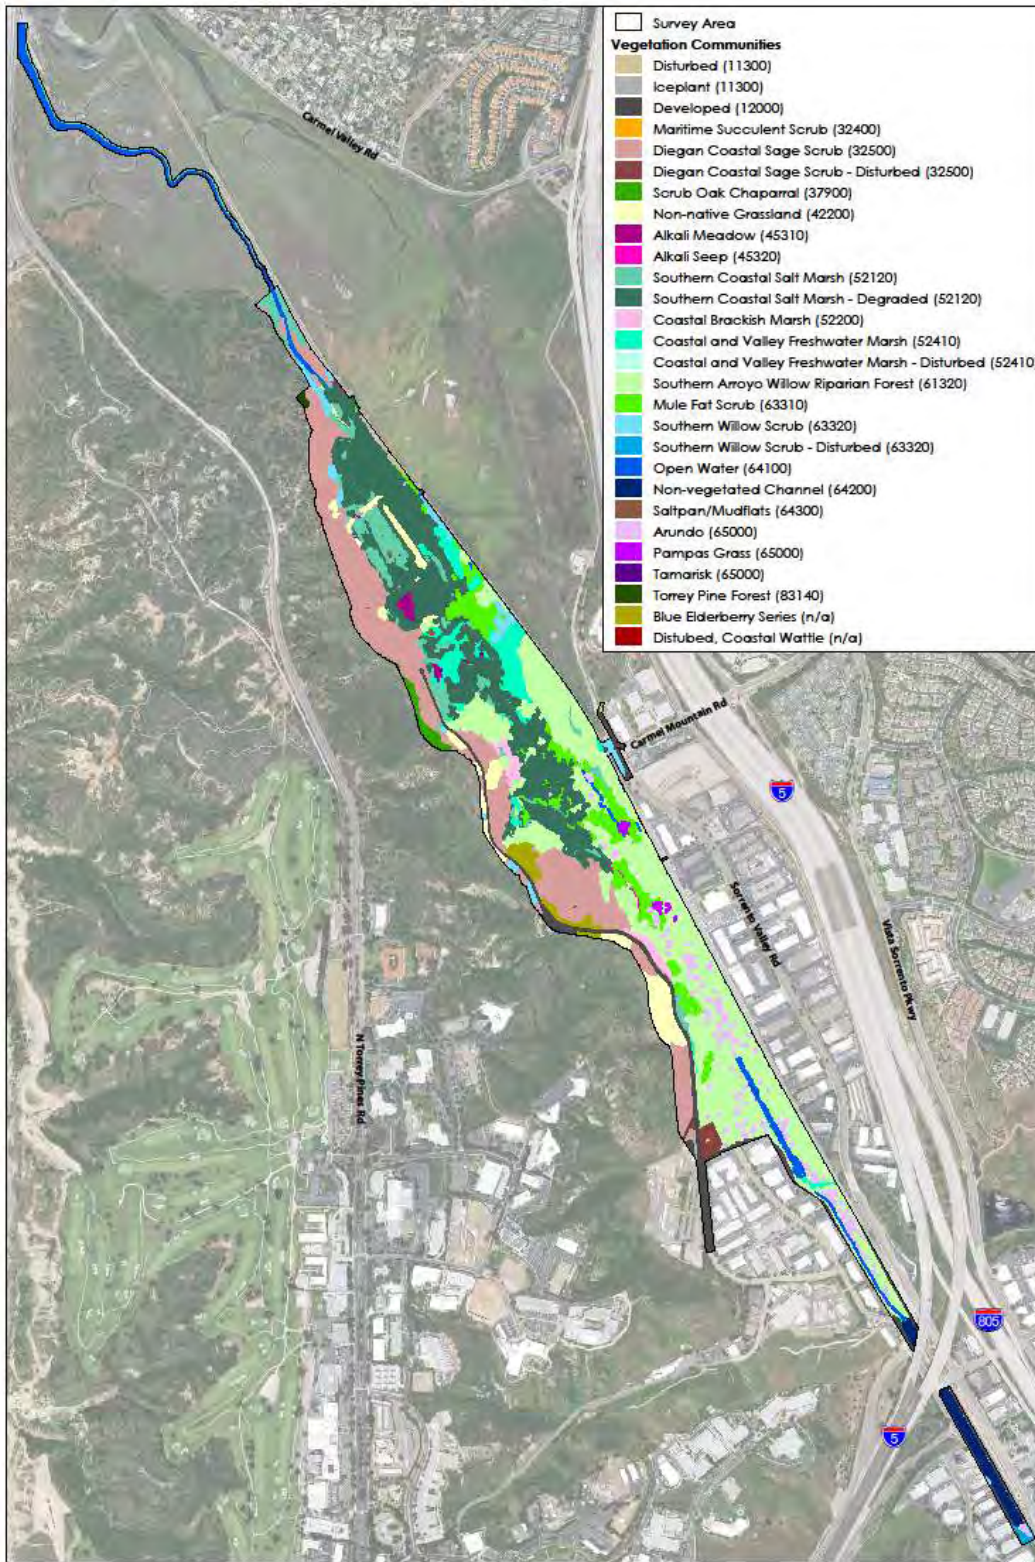 Survey Area
Vegetation Communities
Disturbed (11300)
Iceplant (11300)
Developed (12000)
Maritime Succulent Scrub (32400)
Diegan Coastal Sage Scrub (32500)
Diegan Coastal Sage Scrub - Disturbed (32500)
Scrub Oak Chaparral (37900)
Non-native Grassland (42200)
Alkali Meadow (45310)
Alkali Seep (45320)
Southern Coastal Salt Marsh (52120)
Southern Coastal Salt Marsh - Degraded (52120)
Coastal Brackish Marsh (52200)
Coastal and Valley Freshwater Marsh (52410)
Coastal and Valley Freshwater Marsh - Disturbed (52410
Southern Arroyo Willow Riparian Forest (61320)
Mule Fat Scrub (63310)
Southern Willow Scrub (63320)
Southern Willow Scrub - Disturbed (63320)
Open Water (64100)
Non-vegetated Channel (64200)
Saltpan/Mudflats (64300)
Arundo (65000)
Pampas Grass (65000)
Tamarisk (65000)
Torrey Pine Forest (83140)
Blue Elderberry Series (n/a)
Distubed, Coastal Wattle (n/a)
Carmel Valley Rd
Carmel Mountain Rd
5
Sorrento Valley Rd
Vista Sorrento Pkwy
N Torrey Pines Rd
805
5